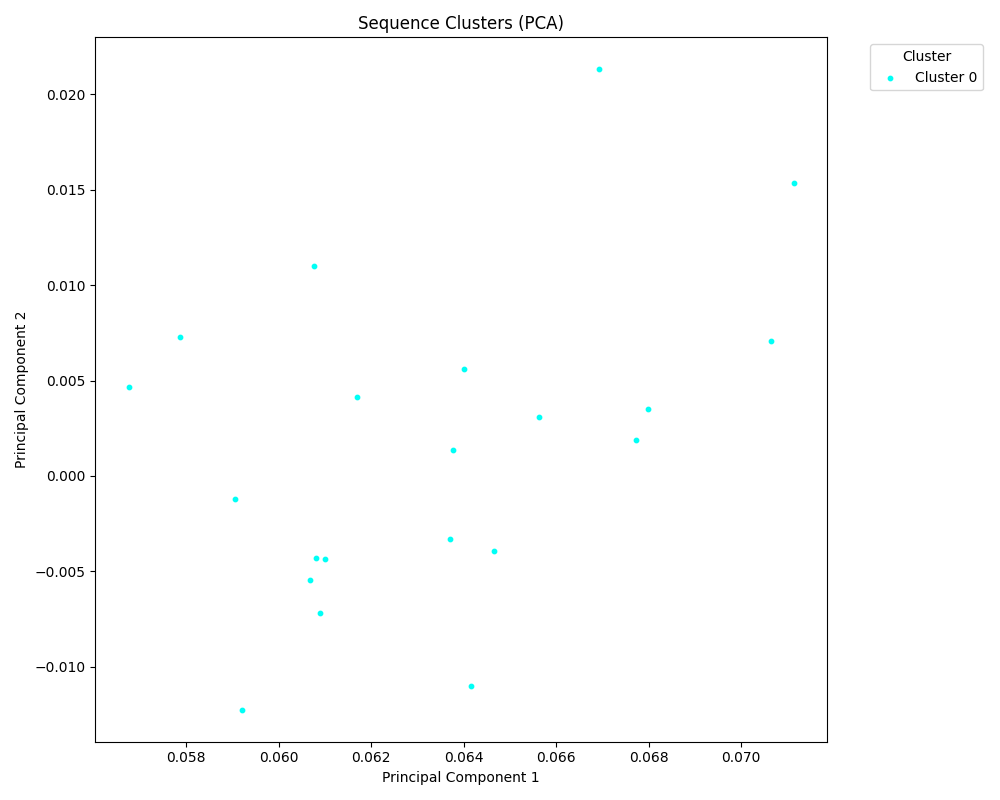 Sequence Clusters (PCA)
Cluster
Cluster 0
0.020
0.015
0.010
0.005
0.000
−0.005
−0.010
Principal Component 2
0.058 0.060 0.062 0.064 0.066 0.068 0.070
Principal Component 1